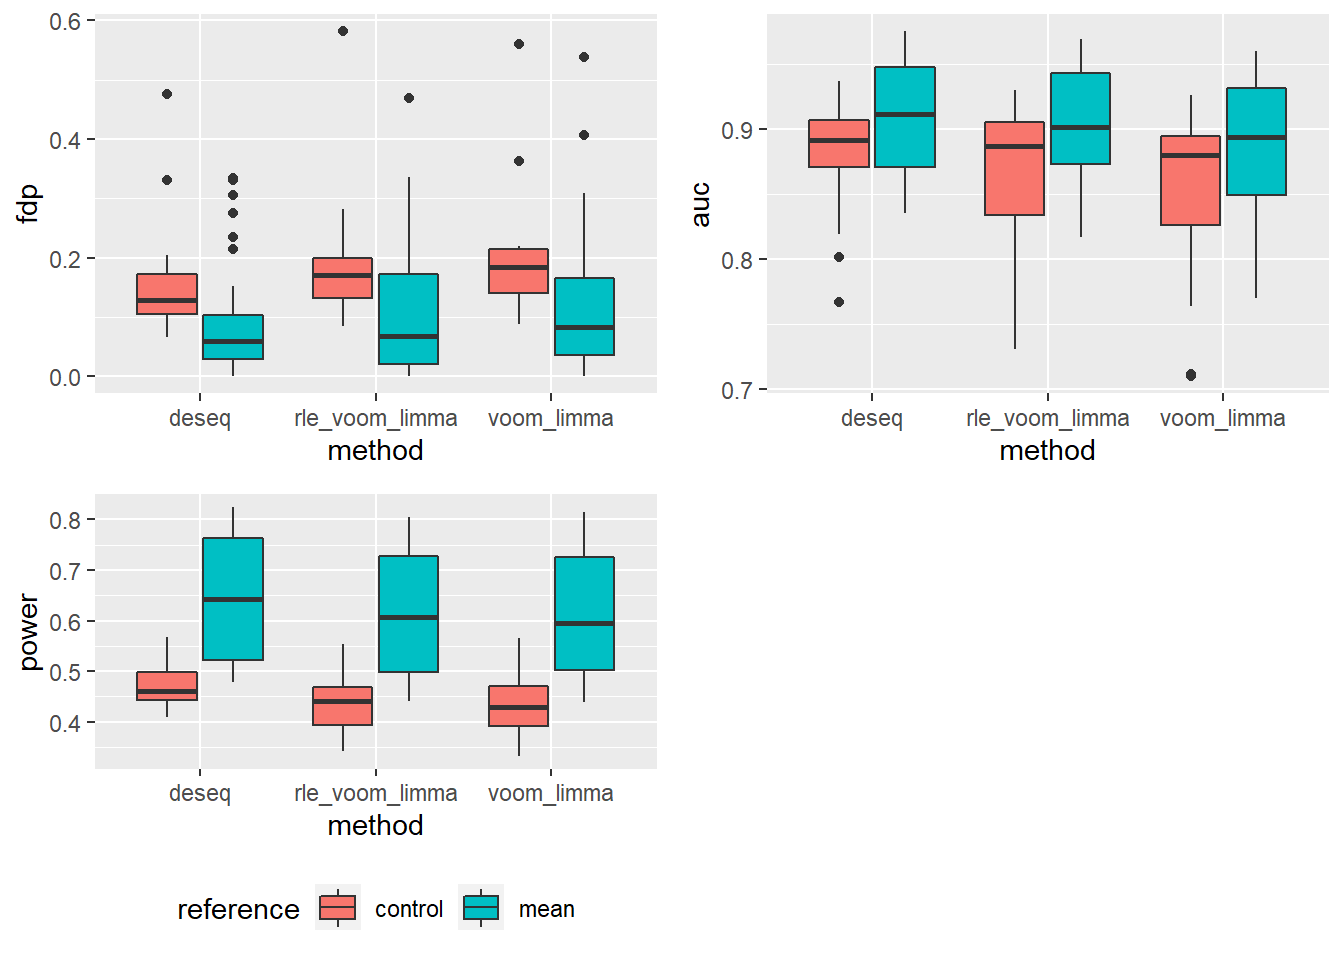 fdp
0.6
0.4
0.2
0.0
deseq rle_voom_limma voom_limma
method
auc
0.9
0.8
0.7
deseq rle_voom_limma voom_limma
method
power
0.8
0.7
0.6
0.5
0.4
deseq rle_voom_limma voom_limma
method
reference control mean